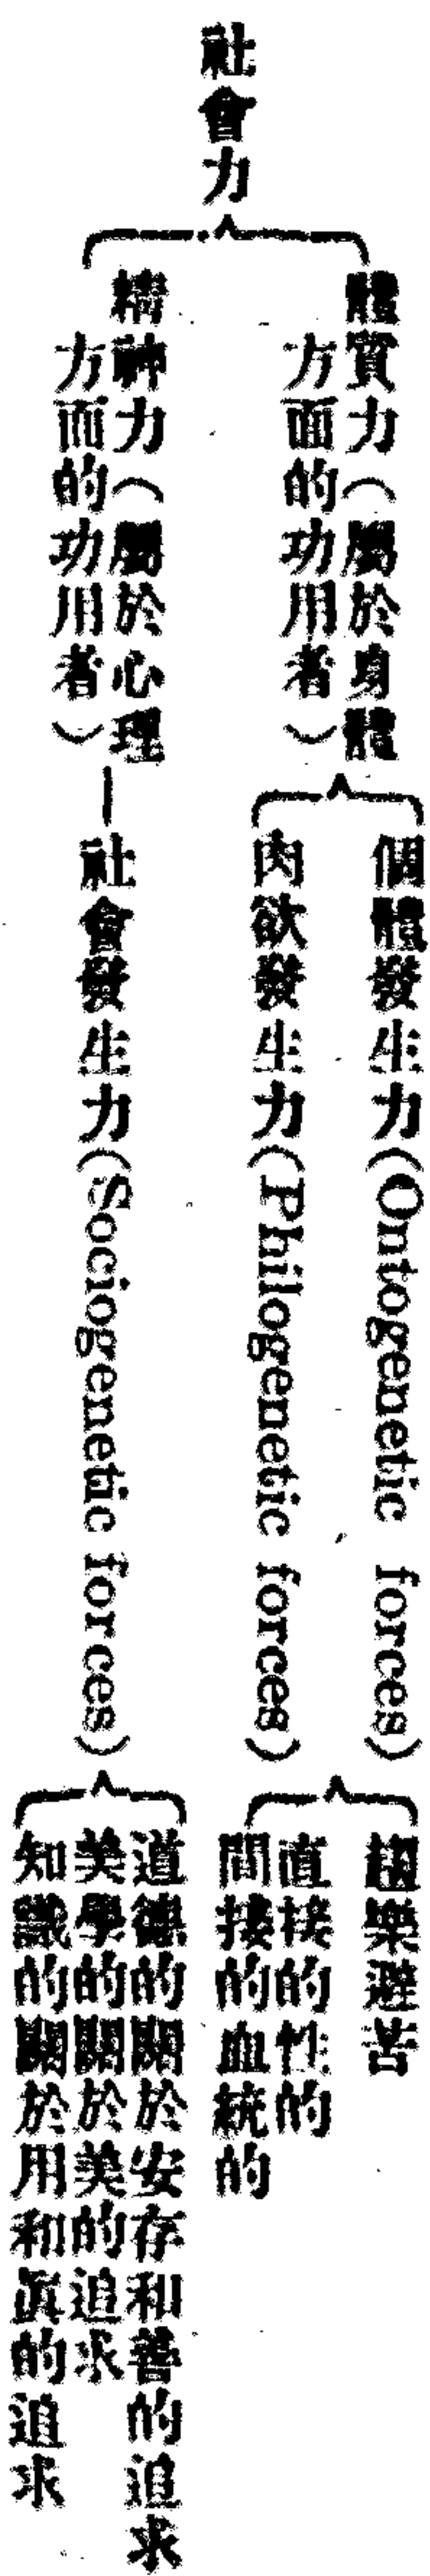 社會力
體質力（屬於身體
方面的功用者）
個體發生力(Ontogenetic forces)
趨樂避苦
肉欲發生力(Philogenetic forces)
直接的性的
間接的血統的
精神力（屬於心理
方面的功用者）
社會發生力(Sociogenetic forces)
道德的關於安存和善的追求
美學的關於美的追求
知識的關於用和眞的追求